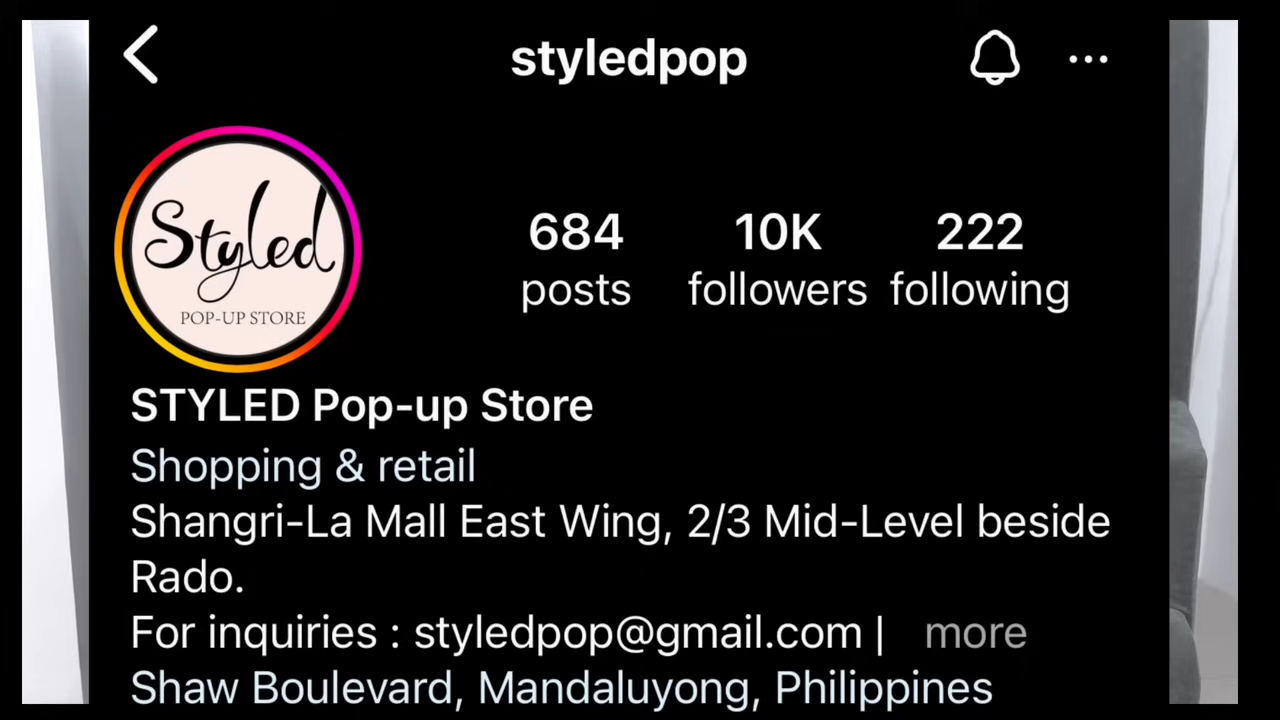 styledpop
Styled
POP-UP STORE
684 10K 222
posts followers following
STYLED Pop-up Store
Shopping & retail
Shangri-La Mall East Wing, 2/3 Mid-Level beside
Rado.
For inquiries : styledpop@gmail.com | more
Shaw Boulevard, Mandaluyong, Philippines